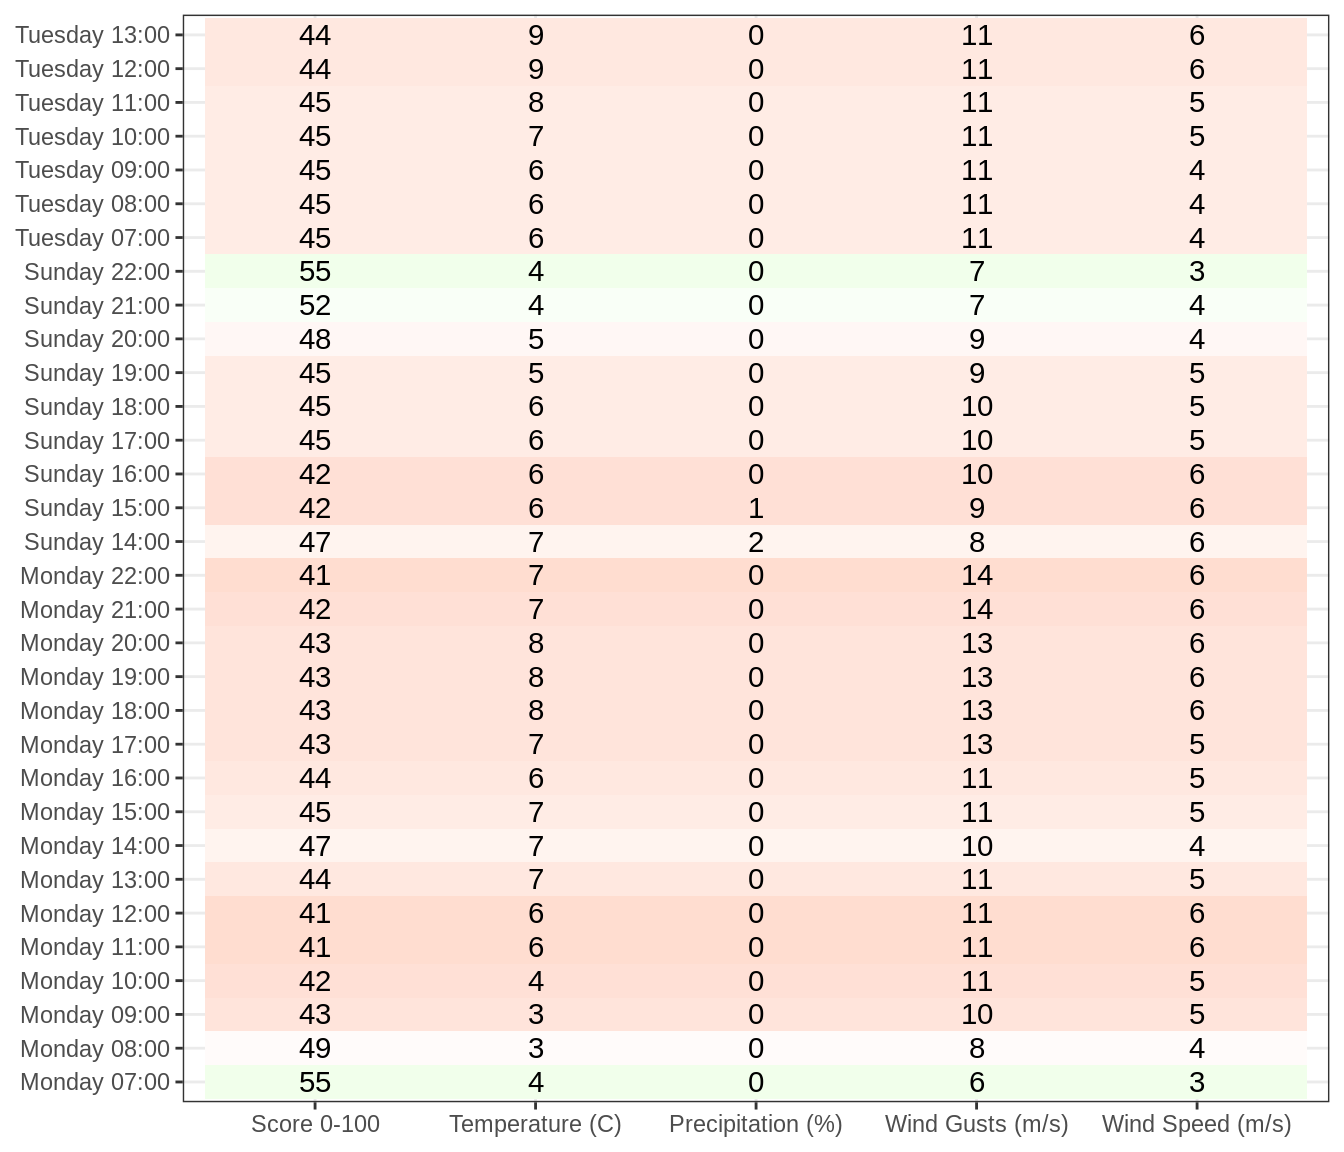 Tuesday 13:00 44 9 0 11 6
Tuesday 12:00 44 9 0 11 6
Tuesday 11:00 45 8 0 11 5
Tuesday 10:00 45 7 0 11 5
Tuesday 09:00 45 6 0 11 4
Tuesday 08:00 45 6 0 11 4
Tuesday 07:00 45 6 0 11 4
Sunday 22:00 55 4 0 7 3
Sunday 21:00 52 4 0 7 4
Sunday 20:00 48 5 0 9 4
Sunday 19:00 45 5 0 9 5
Sunday 18:00 45 6 0 10 5
Sunday 17:00 45 6 0 10 5
Sunday 16:00 42 6 0 10 6
Sunday 15:00 42 6 1 9 6
Sunday 14:00 47 7 2 8 6
Monday 22:00 41 7 0 14 6
Monday 21:00 42 7 0 14 6
Monday 20:00 43 8 0 13 6
Monday 19:00 43 8 0 13 6
Monday 18:00 43 8 0 13 6
Monday 17:00 43 7 0 13 5
Monday 16:00 44 6 0 11 5
Monday 15:00 45 7 0 11 5
Monday 14:00 47 7 0 10 4
Monday 13:00 44 7 0 11 5
Monday 12:00 41 6 0 11 6
Monday 11:00 41 6 0 11 6
Monday 10:00 42 4 0 11 5
Monday 09:00 43 3 0 10 5
Monday 08:00 49 3 0 8 4
Monday 07:00 55 4 0 6 3
Score 0-100 Temperature (C) Precipitation (%) Wind Gusts (m/s) Wind Speed (m/s)